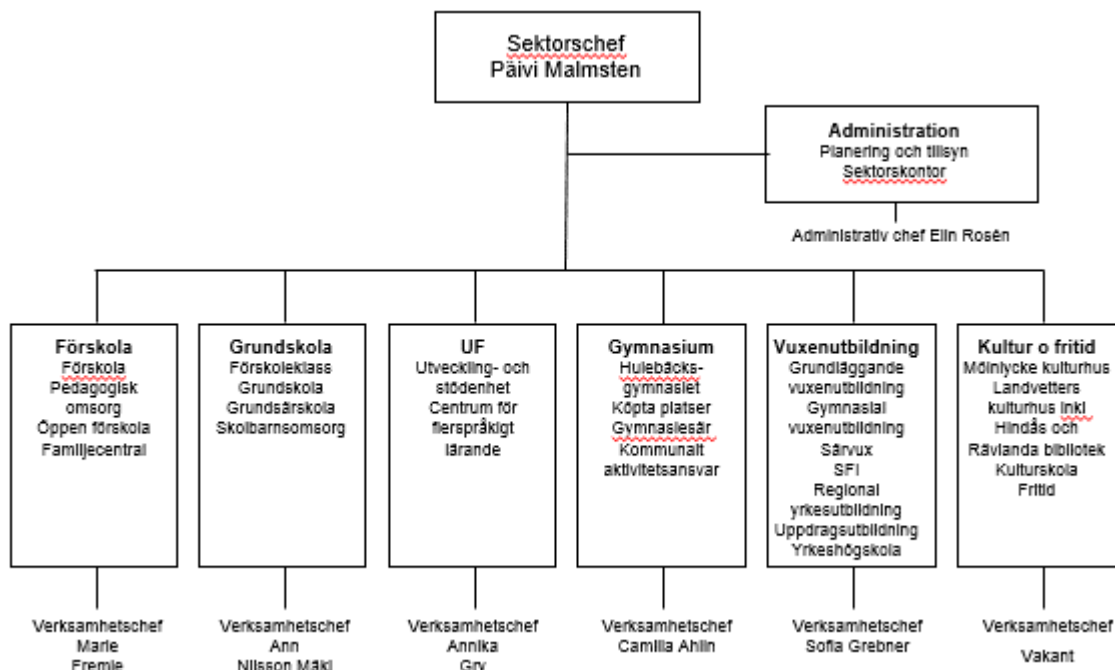 Sektorschef
Päivi Malmsten
Administration
Planering och tillsyn
Sektorskontor
Administrativ chef Elin Rosén
Förskola
Förskola
Pedagogisk
omsorg
Öppen förskola
Familjecentral
Verksamhetschef
Marie
Fremle
Grundskola
Förskoleklass
Grundskola
Grundsärskola
Skolbarnsomsorg
Verksamhetschef
Ann
Nilsson Mäki
UF
Utveckling- och
stödenhet
Centrum för
flerspråkigt
lärande
Verksamhetschef
Annika
Gry
Gymnasium
Hulebäcks-
gymnasiet
Köpta platser
Gymnasiesär
Kommunalt
aktivitetsansvar
Verksamhetschef
Camilla Ahlin
Vuxenutbildning
Grundläggande
vuxenutbildning
Gymnasial
vuxenutbildning
Särvux
SFI
Regional
yrkesutbildning
Uppdragsutbildning
Yrkeshögskola
Verksamhetschef
Sofia Grebner
Kultur o fritid
Mölnlycke kulturhus
Landvetters
kulturhus inkl
Hindås och
Rävlanda bibliotek
Kulturskola
Fritid
Verksamhetschef
Vakant